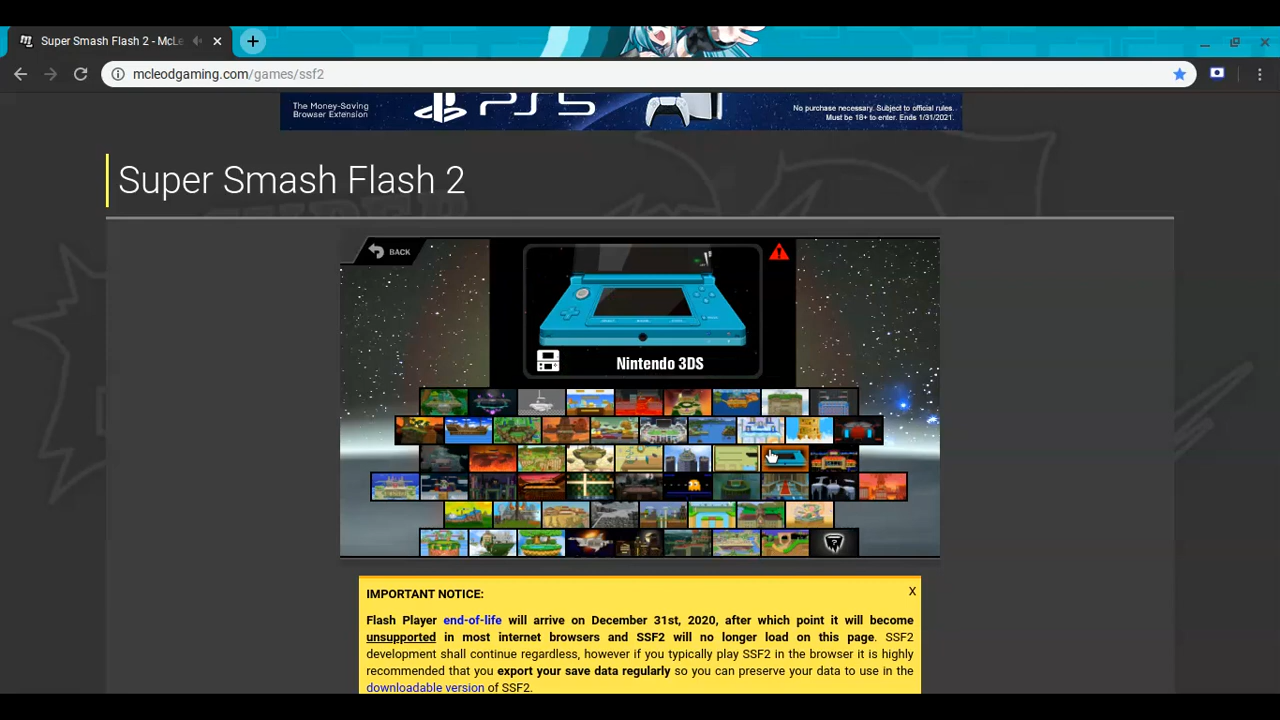 Super Smash Flash 2 - McLe
mcleodgaming.com/games/ssf2
The Money-Saving
Browser Extension
PS5
No purchase necessary. Subject to official rules.
Must be 18+ to enter. Ends 1/31/2021.
Super Smash Flash 2
BACK
Nintendo 3DS
IMPORTANT NOTICE:
X
Flash Player end-of-life will arrive on December 31st, 2020, after which point it will become
unsupported in most internet browsers and SSF2 will no longer load on this page. SSF2
development shall continue regardless, however if you typically play SSF2 in the browser it is highly
recommended that you export your save data regularly so you can preserve your data to use in the
downloadable version of SSF2.